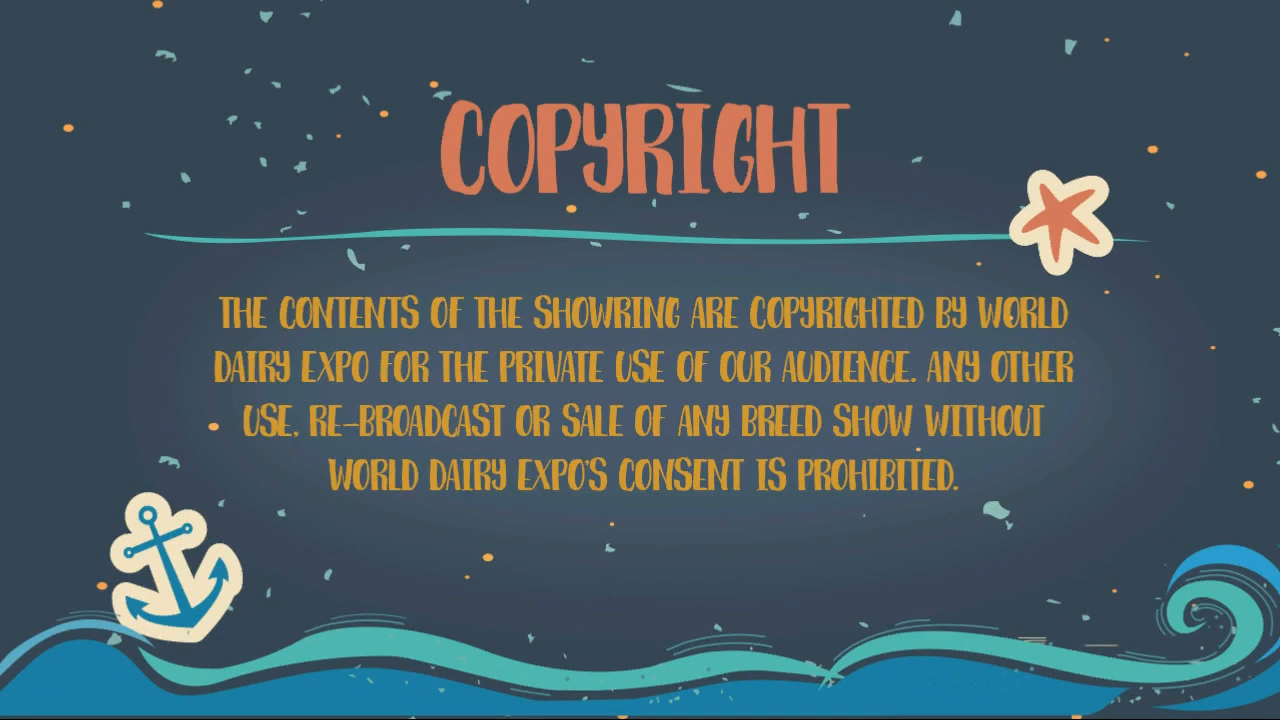 COPYRIGHT
THE CONTENTS OF THE SHOWRING ARE COPYRIGHTED BY WORLD
DAIRY EXPO FOR THE PRIVATE USE OF OUR AUDIENCE. ANY OTHER
USE, RE-BROADCAST OR SALE OF ANY BREED SHOW WITHOUT
WORLD DAIRY EXPO'S CONSENT IS PROHIBITED.